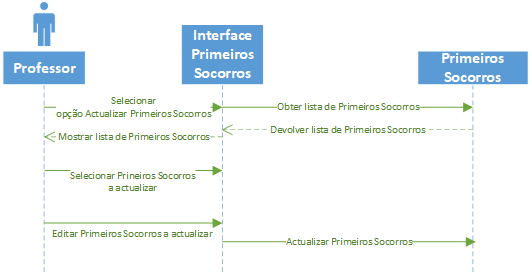 Professor
Interface
Primeiros
Socorros
Primeiros
Socorros
Selecionar
opção Actualizar Primeiros Socorros
Obter lista de Primeiros Socorros
Devolver lista de Primeiros Socorros
Mostrar lista de Primeiros Socorros
Selecionar Prineiros Socorros
a actualizar
Editar Primeiros Socorros a actualizar
Actualizar Primeiros Socorros